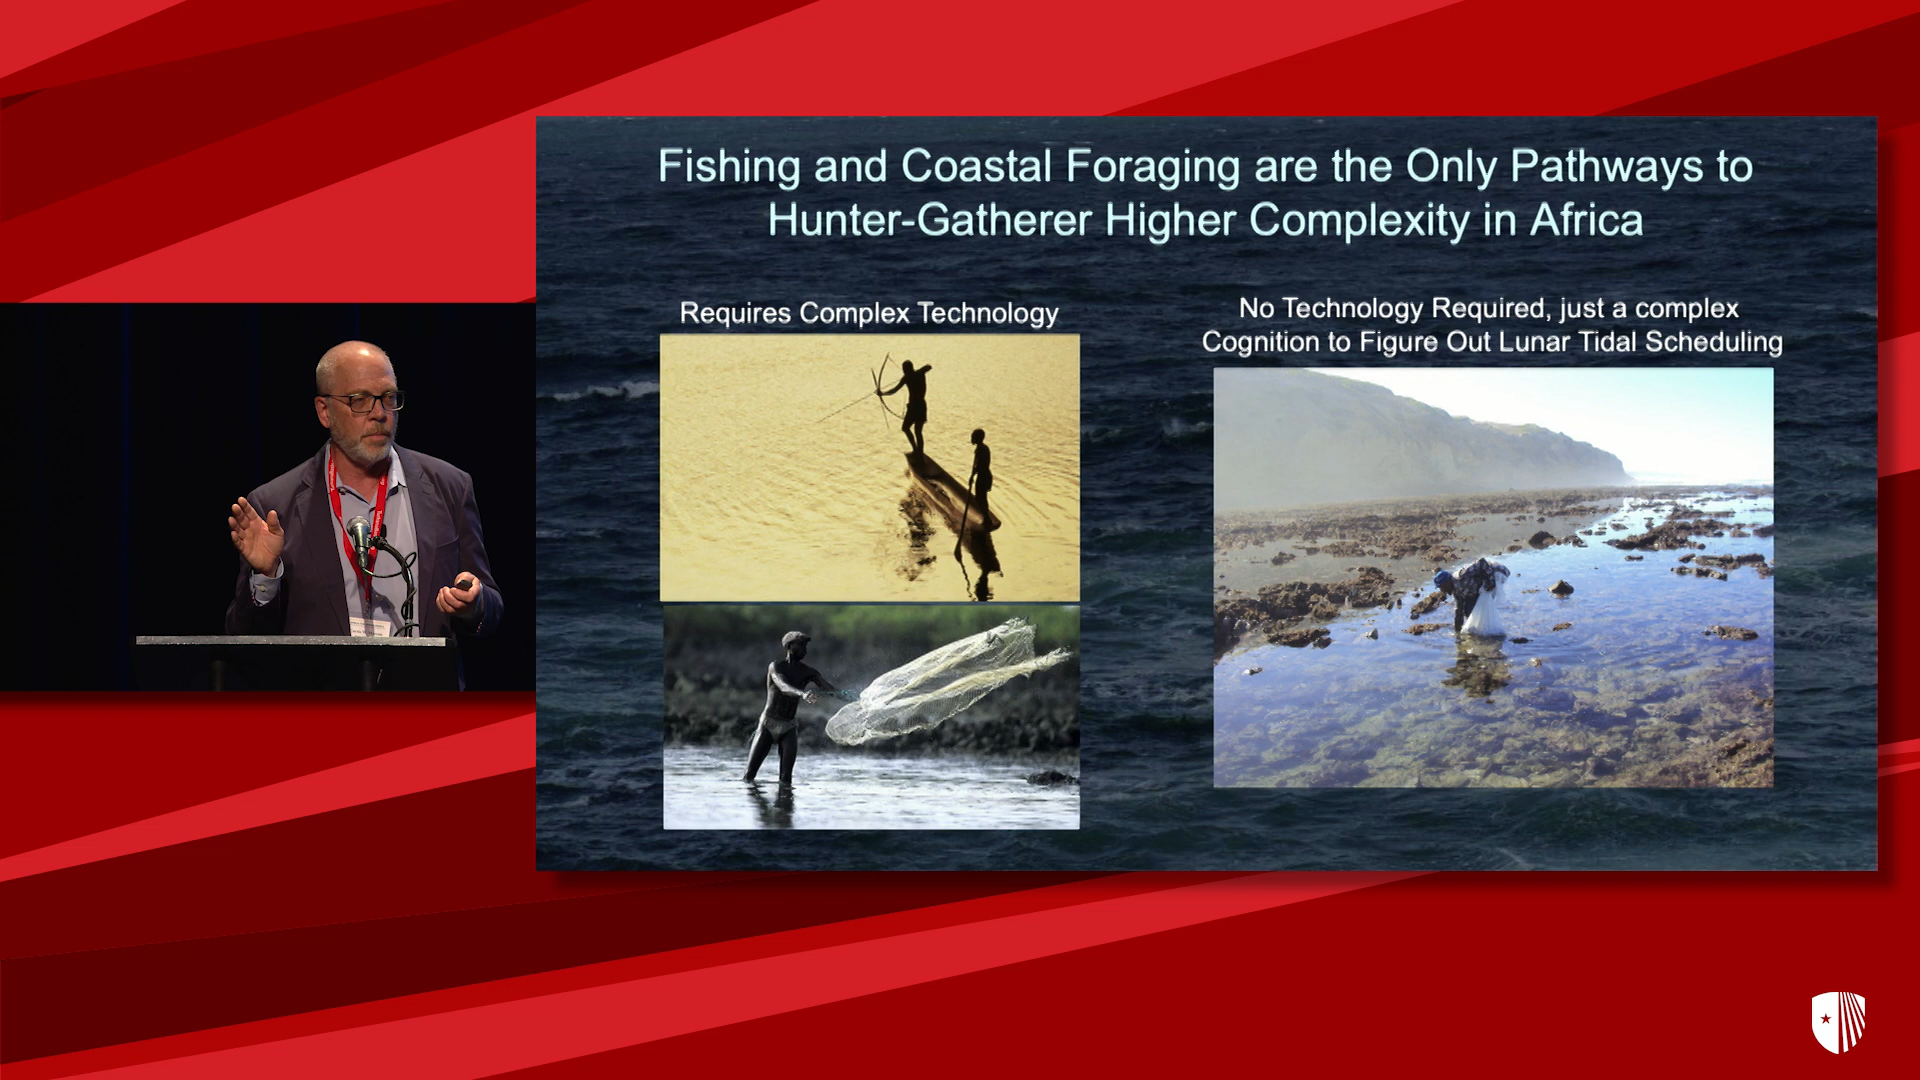 Fishing and Coastal Foraging are the Only Pathways to
Hunter-Gatherer Higher Complexity in Africa
Requires Complex Technology
No Technology Required, just a complex
Cognition to Figure Out Lunar Tidal Scheduling